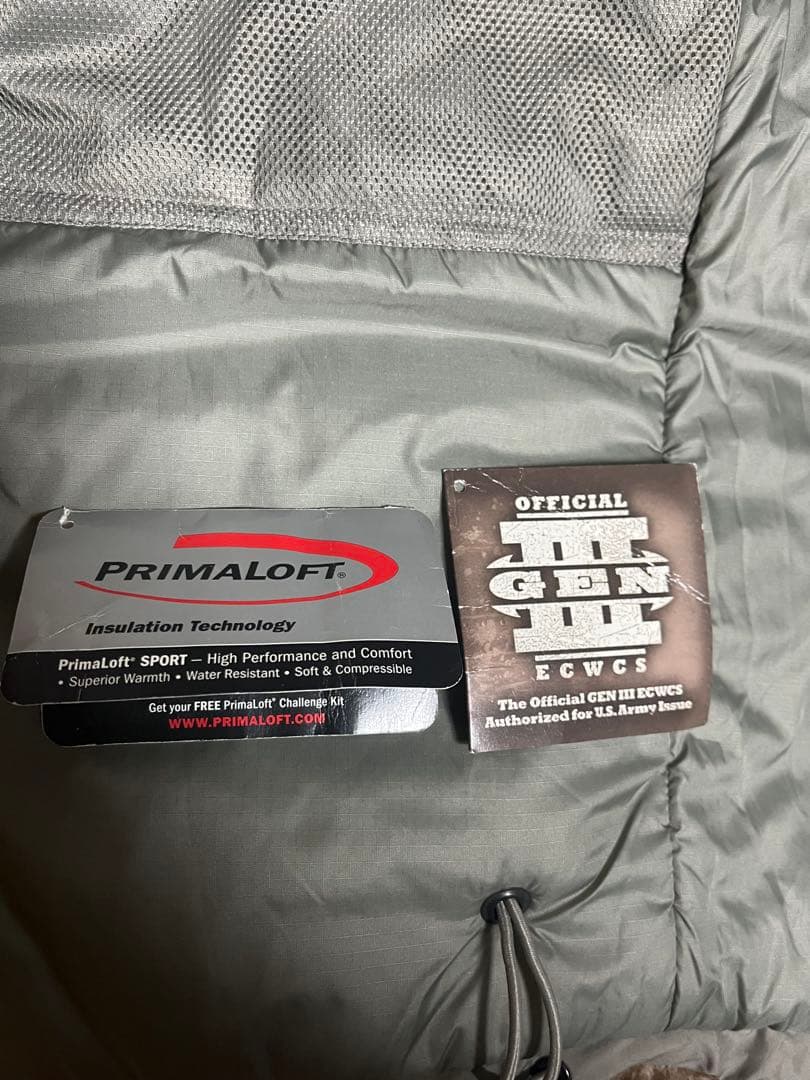 PRIMALOFT®
Insulation Technology
PrimaLoft® SPORT — High Performance and Comfort
• Superior Warmth • Water Resistant • Soft & Compressible
Get your FREE PrimaLoft® Challenge Kit
WWW.PRIMALOFT.COM
OFFICIAL
III
GEN
III
ECWCS
The Official GEN III ECWCS
Authorized for U.S. Army Issue